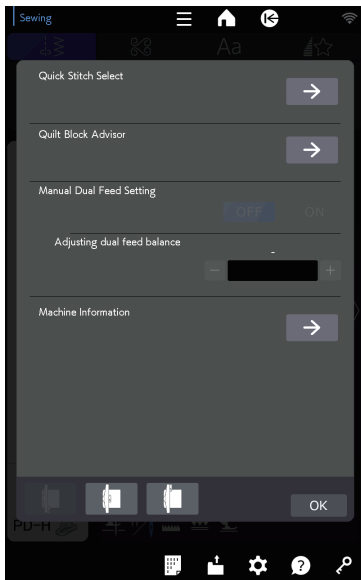 Sewing
Aa
Quick Stitch Select
Quilt Block Advisor
Manual Dual Feed Setting
OFF ON
Adjusting dual feed balance
-
− +
Machine Information
OK
PD-H
?